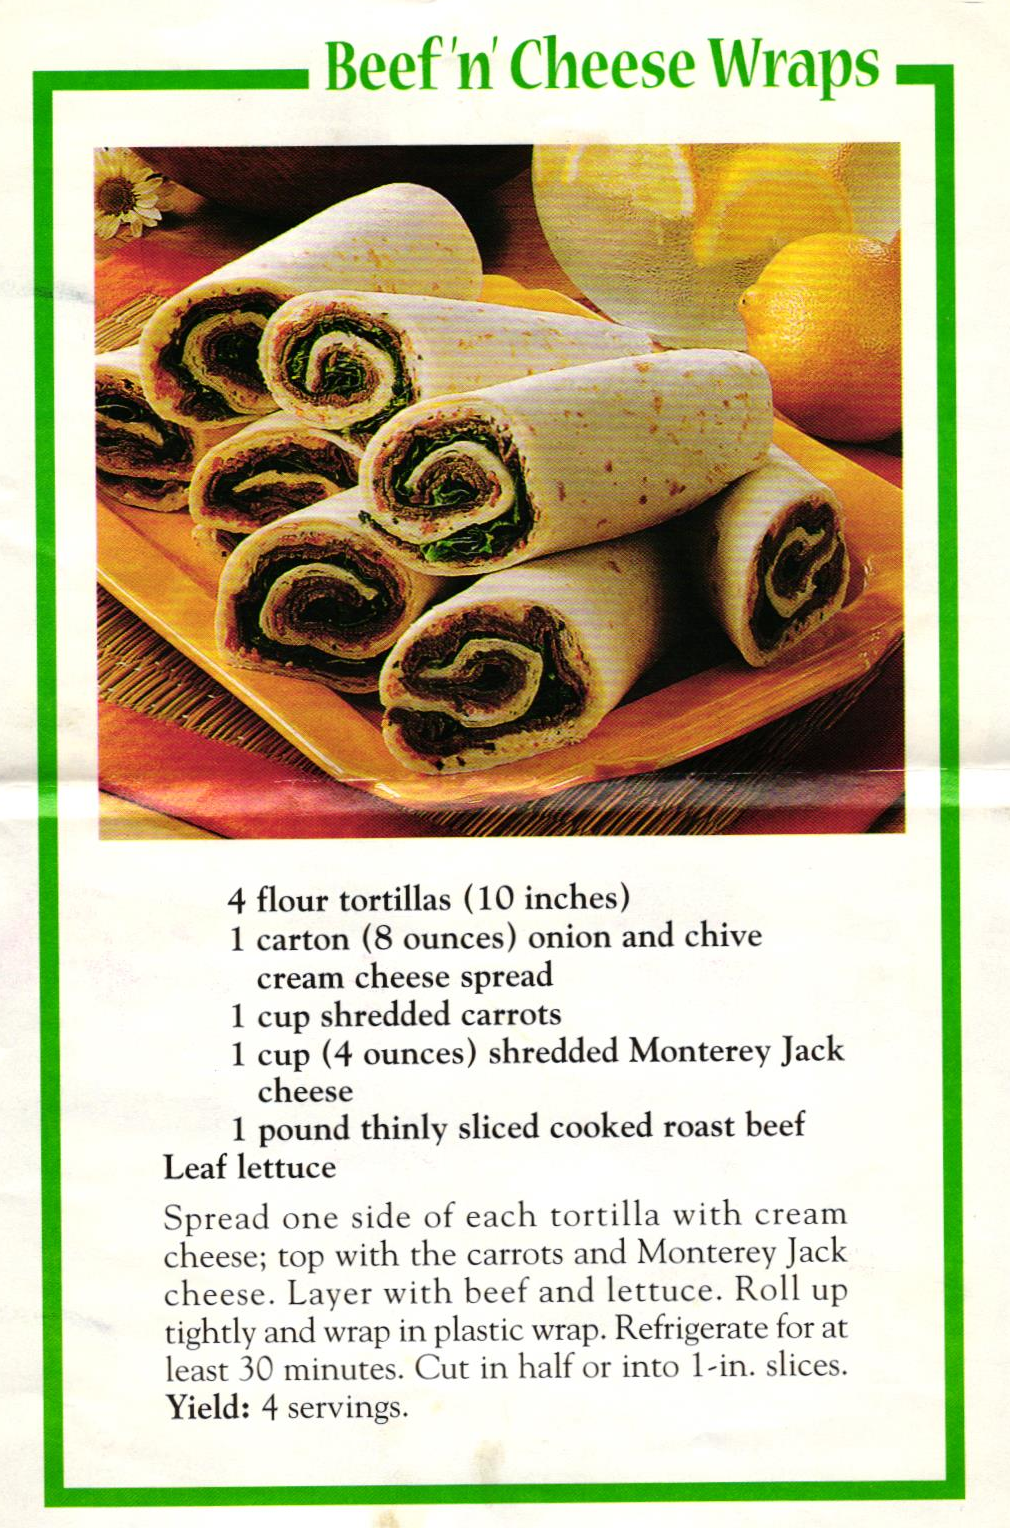 Beef 'n' Cheese Wraps
4 flour tortillas (10 inches)
1 carton (8 ounces) onion and chive
cream cheese spread
1 cup shredded carrots
1 cup (4 ounces) shredded Monterey Jack
cheese
1 pound thinly sliced cooked roast beef
Leaf lettuce
Spread one side of each tortilla with cream
cheese; top with the carrots and Monterey Jack
cheese. Layer with beef and lettuce. Roll up
tightly and wrap in plastic wrap. Refrigerate for at
least 30 minutes. Cut in half or into 1-in. slices.
Yield: 4 servings.